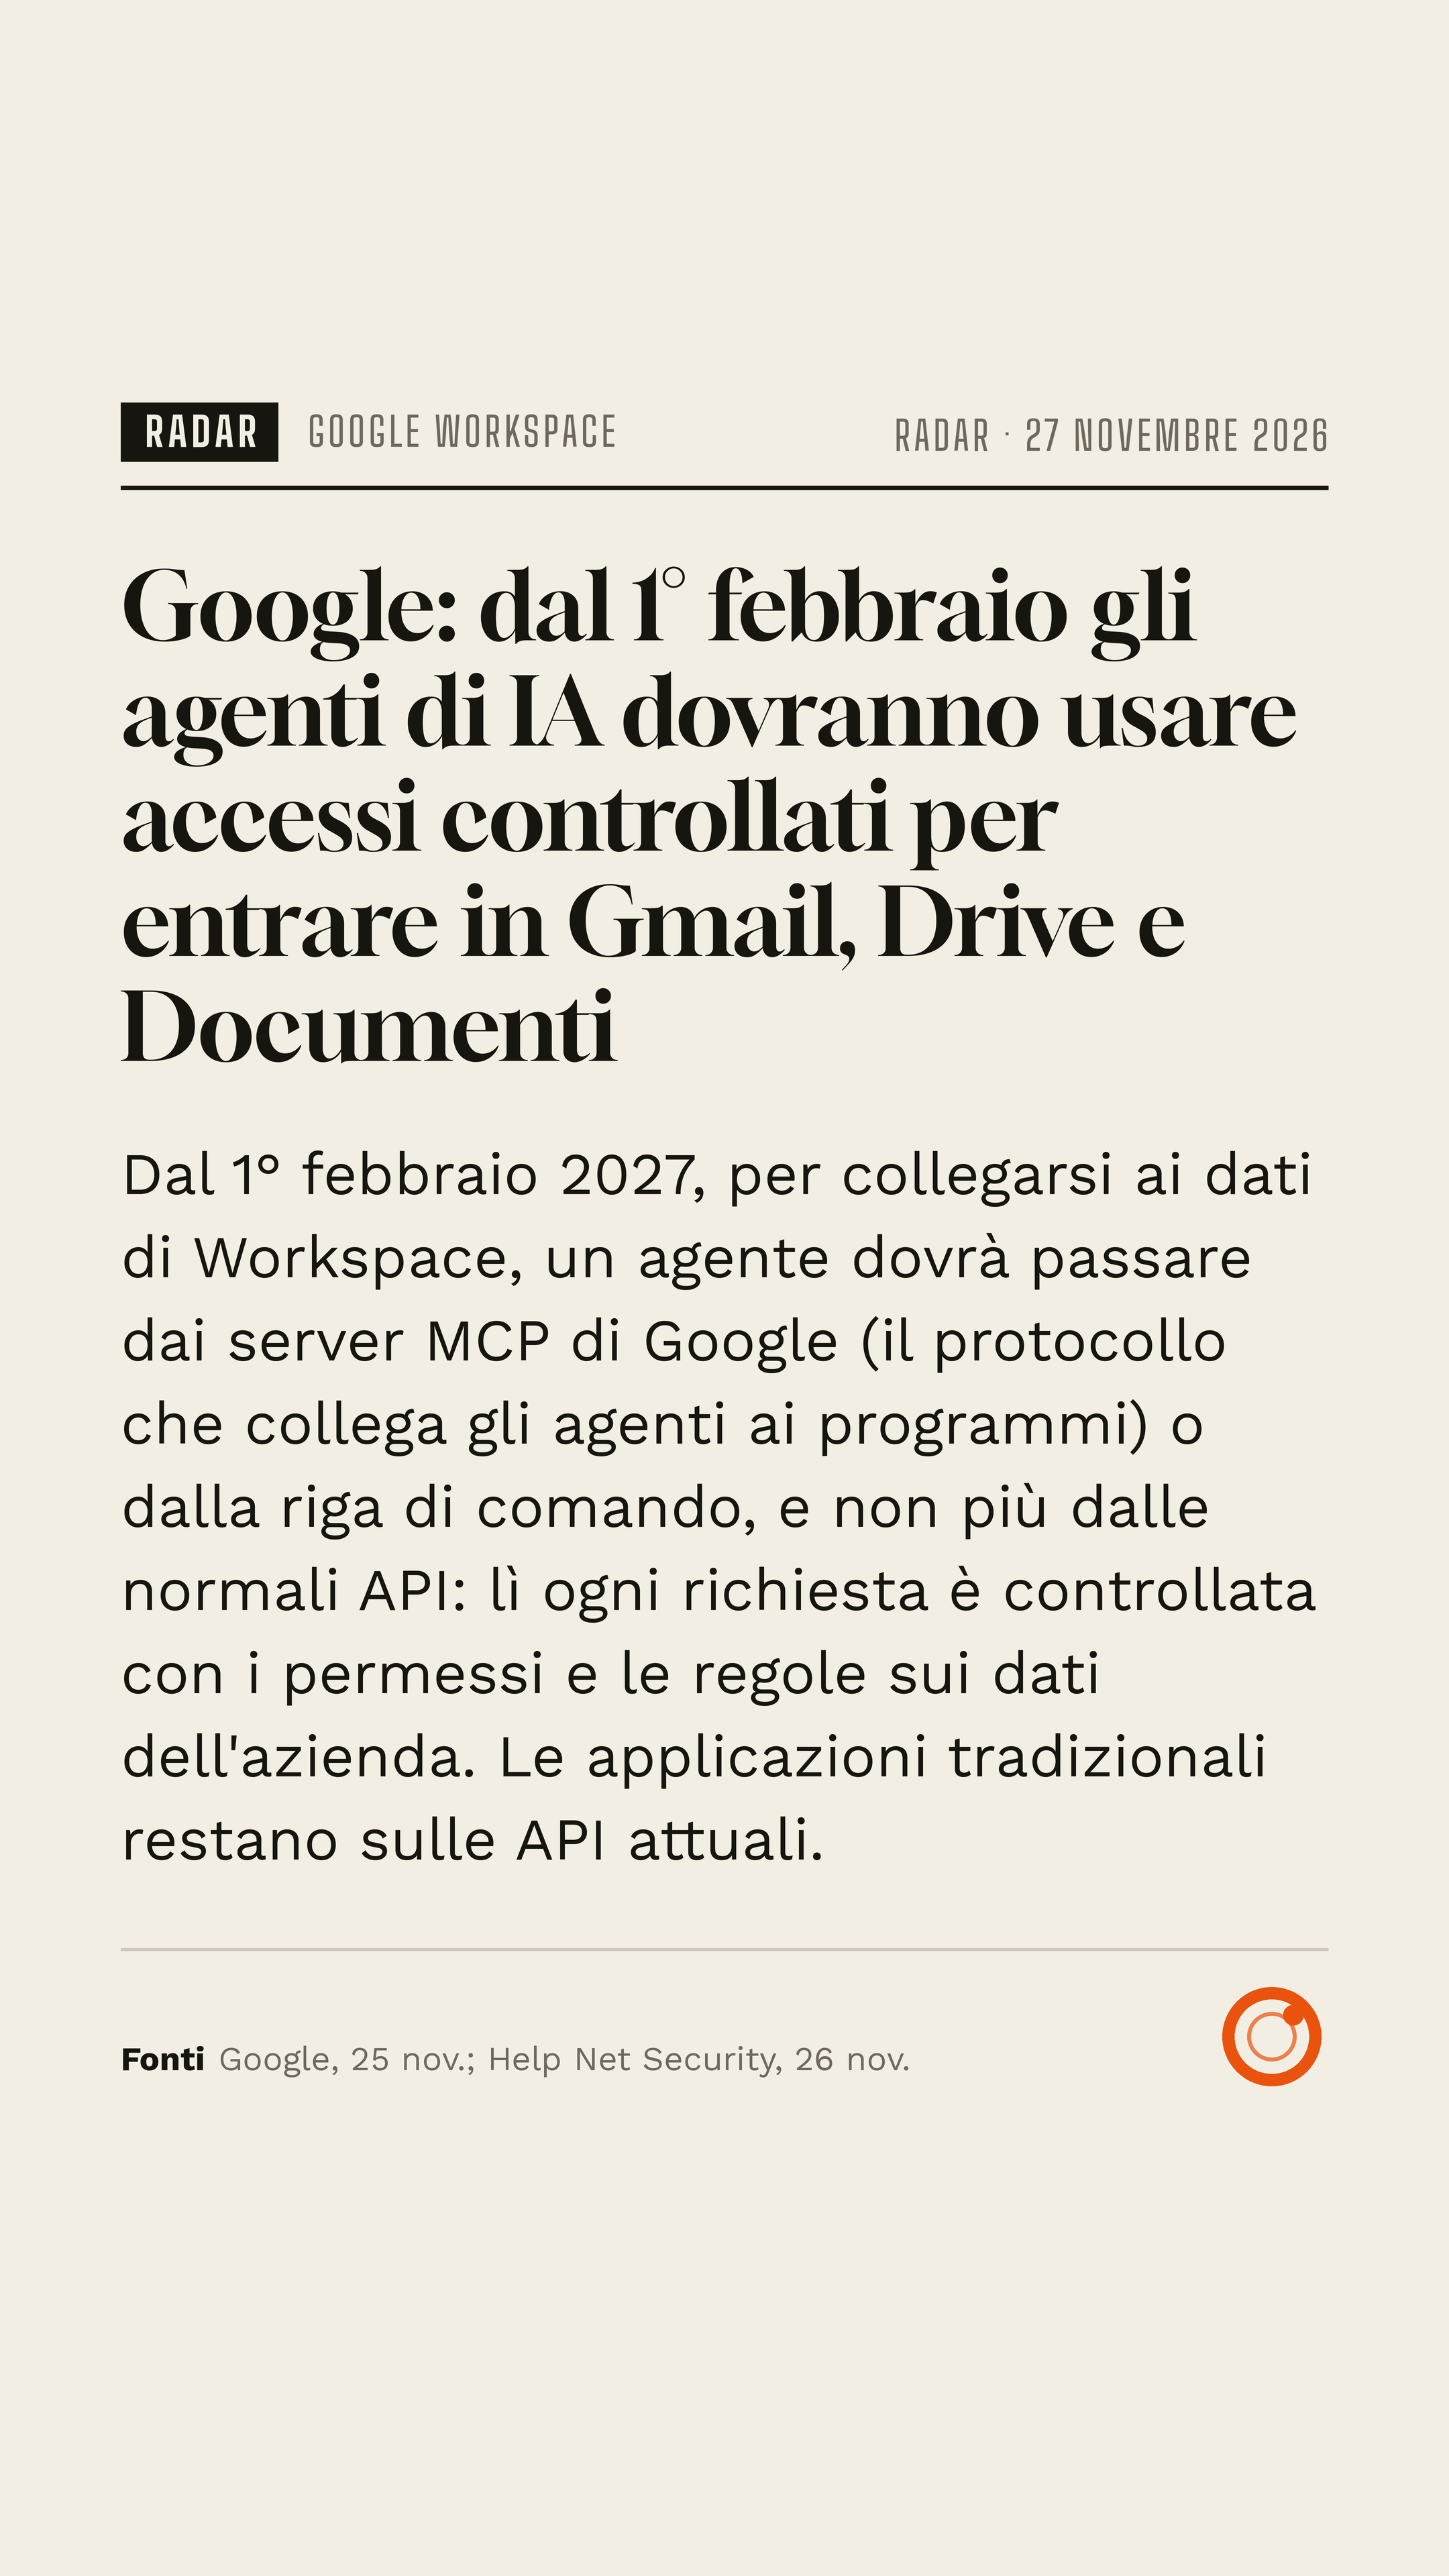 RADAR GOOGLE WORKSPACE RADAR · 27 NOVEMBRE 2026
Google: dal 1° febbraio gli
agenti di IA dovranno usare
accessi controllati per
entrare in Gmail, Drive e
Documenti
Dal 1° febbraio 2027, per collegarsi ai dati
di Workspace, un agente dovrà passare
dai server MCP di Google (il protocollo
che collega gli agenti ai programmi) o
dalla riga di comando, e non più dalle
normali API: lì ogni richiesta è controllata
con i permessi e le regole sui dati
dell'azienda. Le applicazioni tradizionali
restano sulle API attuali.
Fonti Google, 25 nov.; Help Net Security, 26 nov.